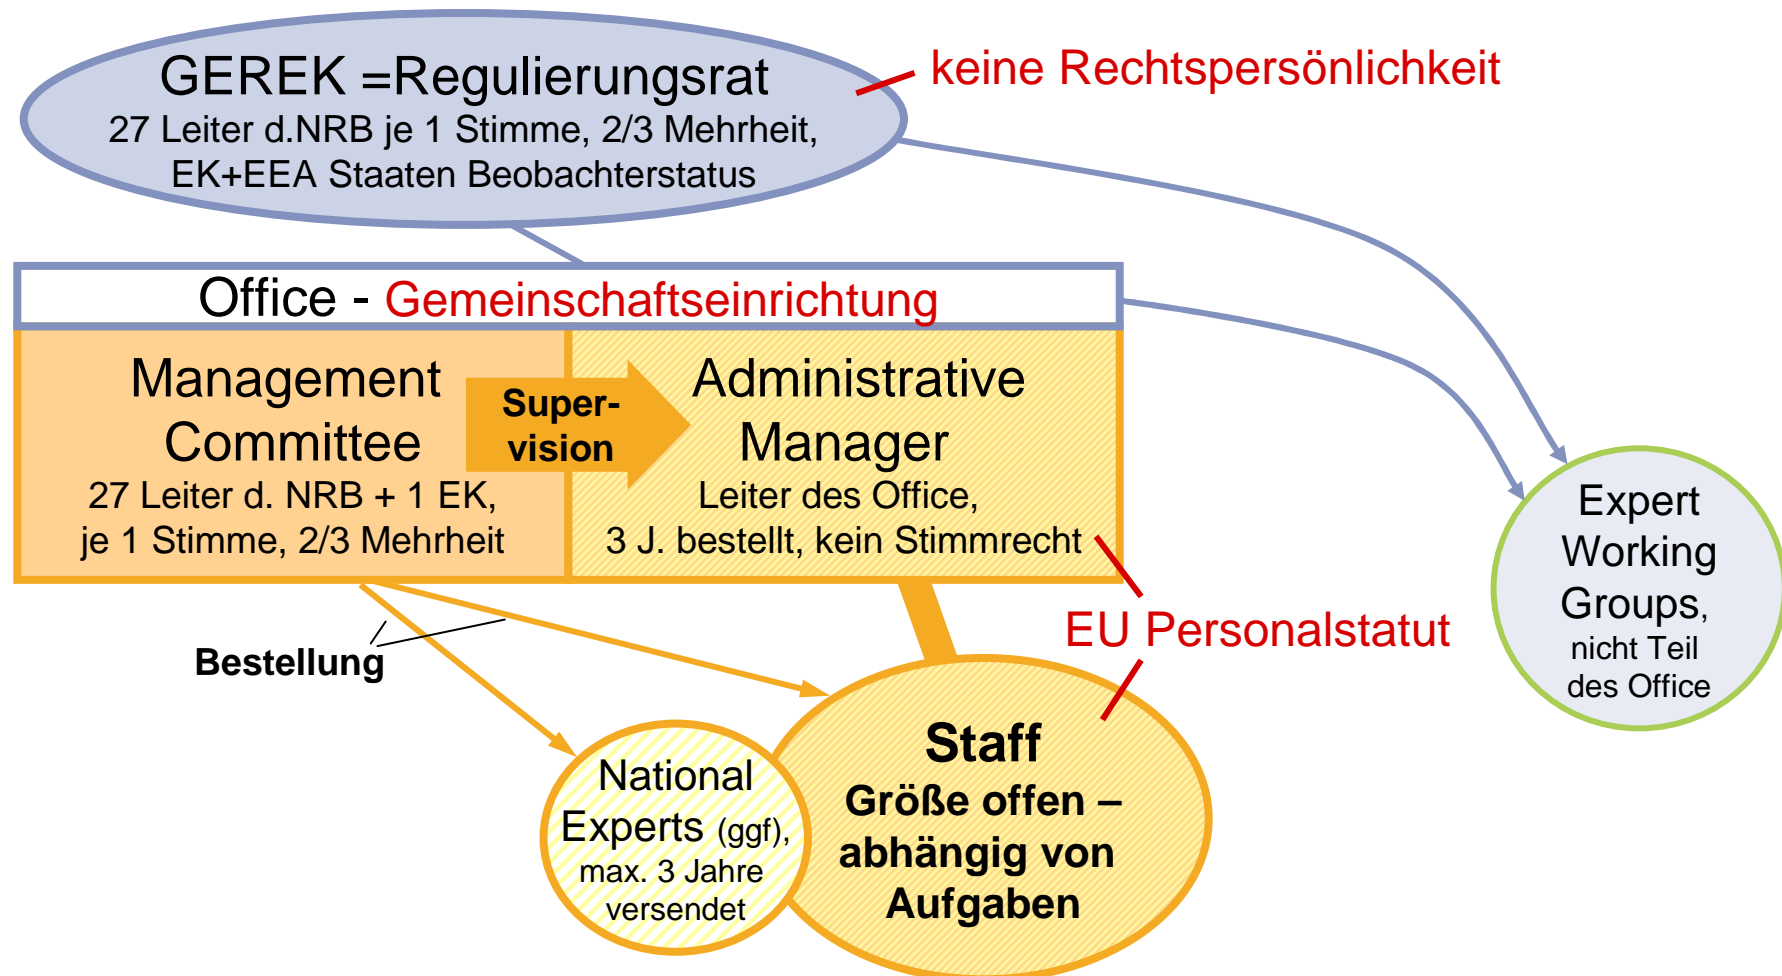 GEREK =Regulierungsrat
27 Leiter d.NRB je 1 Stimme, 2/3 Mehrheit,
EK+EEA Staaten Beobachterstatus
keine Rechtspersönlichkeit
Office - Gemeinschaftseinrichtung
Management
Committee
27 Leiter d. NRB + 1 EK,
je 1 Stimme, 2/3 Mehrheit
Super-
vision
Administrative
Manager
Leiter des Office,
3 J. bestellt, kein Stimmrecht
Expert
Working
Groups,
nicht Teil
des Office
EU Personalstatut
Bestellung
National
Experts (ggf),
max. 3 Jahre
versendet
Staff
Größe offen –
abhängig von
Aufgaben